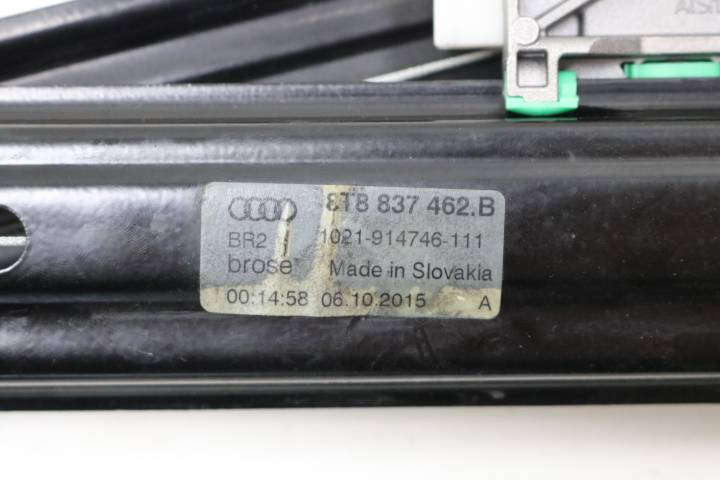 8T8 837 462.B
BR2 1021-914746-111
brose Made in Slovakia
00:14:58 06.10.2015 A